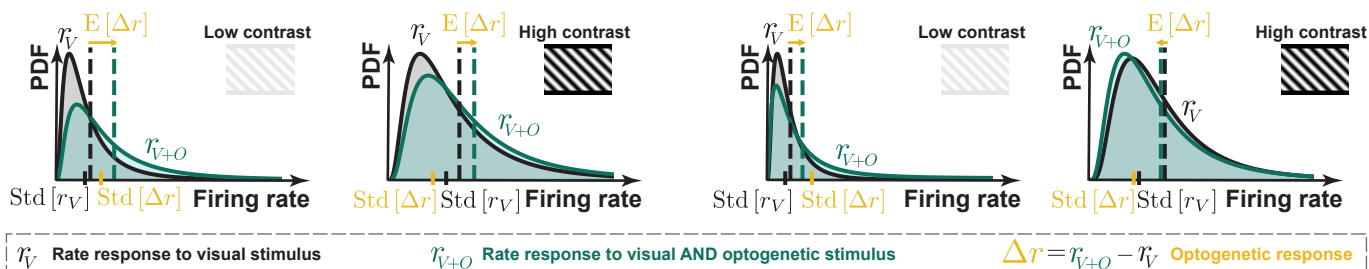 PDF
r_V
E [Δr]
Low contrast
r_{V+O}
Std [r_V]
Std [Δr]
Firing rate
PDF
r_V
E [Δr]
High contrast
r_{V+O}
Std [Δr]
Std [r_V]
Firing rate
PDF
r_V
E [Δr]
Low contrast
r_{V+O}
Std [r_V]
Std [Δr]
Firing rate
PDF
r_{V+O}
E [Δr]
High contrast
r_V
Std [Δr]
Std [r_V]
Firing rate
r_V Rate response to visual stimulus
r_{V+O} Rate response to visual AND optogenetic stimulus
Δr = r_{V+O} − r_V Optogenetic response